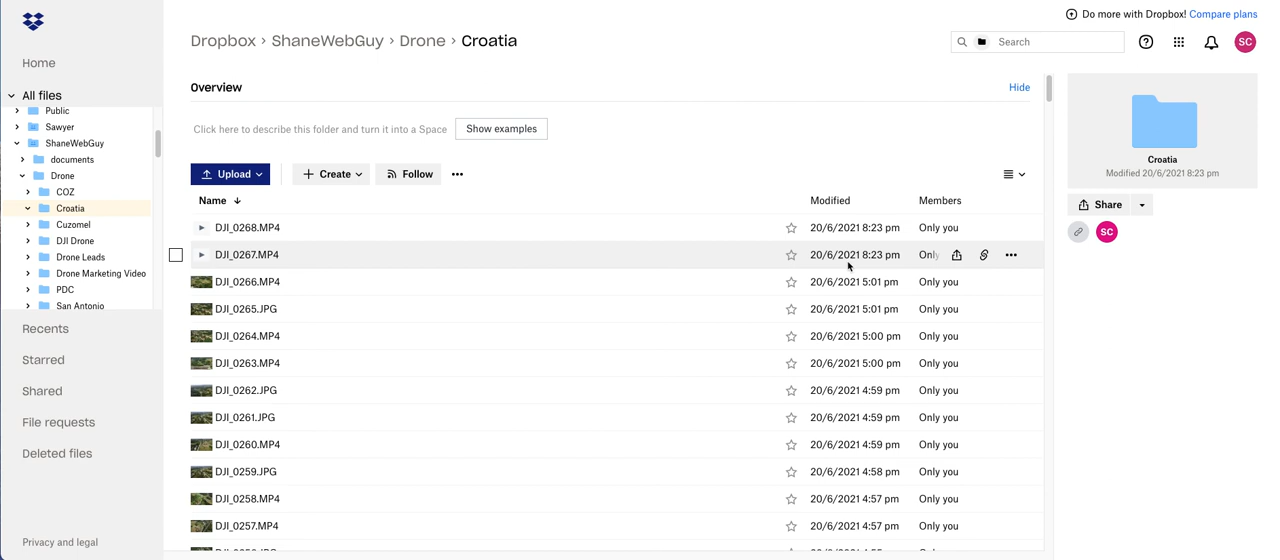 Do more with Dropbox! Compare plans
Dropbox › ShaneWebGuy › Drone › Croatia
Search
SC
Home
All files
Public
Sawyer
ShaneWebGuy
documents
Drone
COZ
Croatia
Cuzomel
DJI Drone
Drone Leads
Drone Marketing Video
PDC
San Antonio
Recents
Starred
Shared
File requests
Deleted files
Privacy and legal
Overview
Hide
Click here to describe this folder and turn it into a Space
Show examples
Upload
Create
Follow
Name Modified Members
DJI_0268.MP4 20/6/2021 8:23 pm Only you
DJI_0267.MP4 20/6/2021 8:23 pm Only
DJI_0266.MP4 20/6/2021 5:01 pm Only you
DJI_0265.JPG 20/6/2021 5:01 pm Only you
DJI_0264.MP4 20/6/2021 5:00 pm Only you
DJI_0263.MP4 20/6/2021 5:00 pm Only you
DJI_0262.JPG 20/6/2021 4:59 pm Only you
DJI_0261.JPG 20/6/2021 4:59 pm Only you
DJI_0260.MP4 20/6/2021 4:59 pm Only you
DJI_0259.JPG 20/6/2021 4:58 pm Only you
DJI_0258.MP4 20/6/2021 4:57 pm Only you
DJI_0257.MP4 20/6/2021 4:57 pm Only you
Croatia
Modified 20/6/2021 8:23 pm
Share
SC